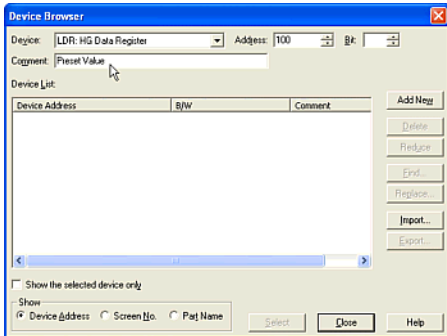 Device Browser
Device: LDR: HG Data Register Address: 100 Bit:
Comment: Preset Value
Device List:
Device Address B/W Comment
Add New
Delete
Reduce
Find...
Replace...
Import...
Export...
Show the selected device only
Show
Device Address Screen No. Part Name
Select Close Help